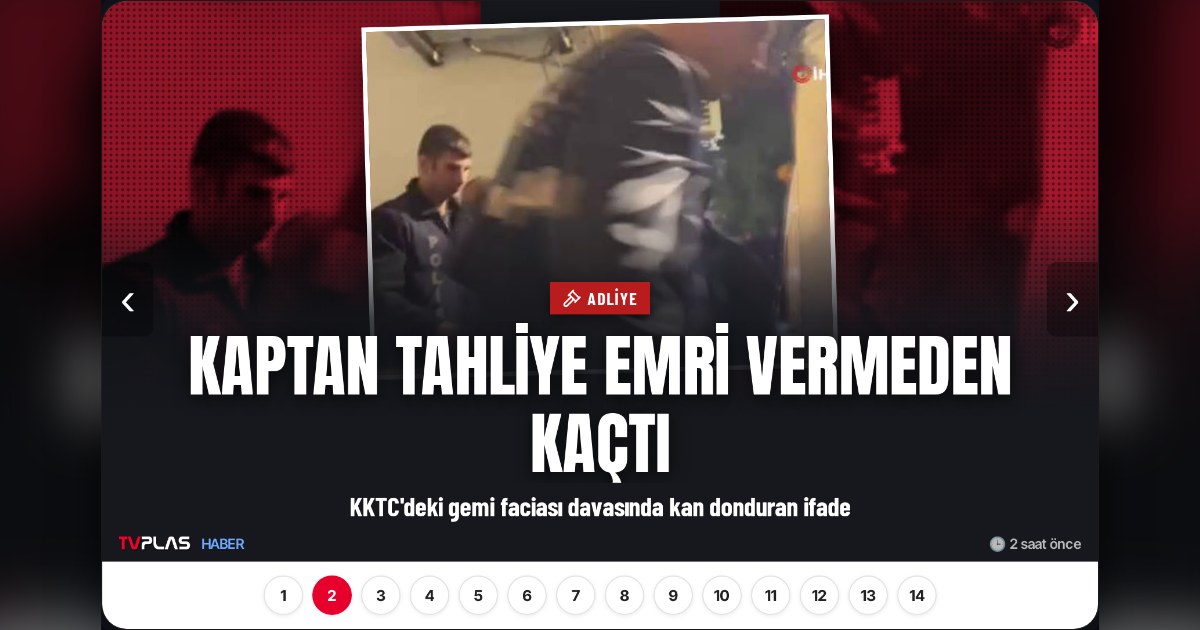 İH
POLİ
ADLİYE
KAPTAN TAHLİYE EMRİ VERMEDEN
KAÇTI
KKTC'deki gemi faciası davasında kan donduran ifade
TVPLAS HABER
2 saat önce
1 2 3 4 5 6 7 8 9 10 11 12 13 14